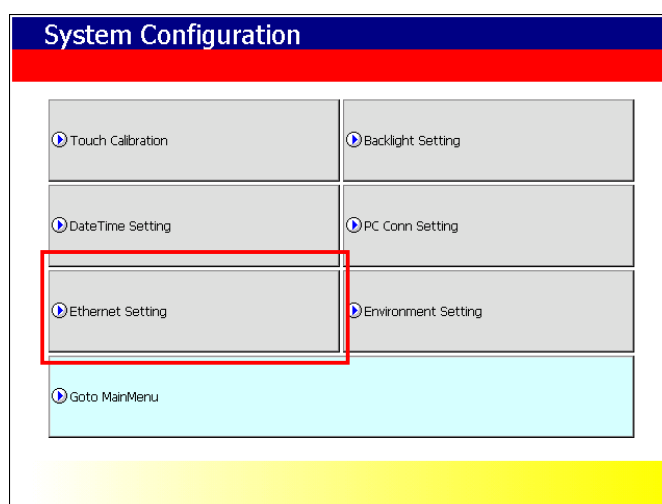 System Configuration
Touch Calibration
Backlight Setting
DateTime Setting
PC Conn Setting
Ethernet Setting
Environment Setting
Goto MainMenu